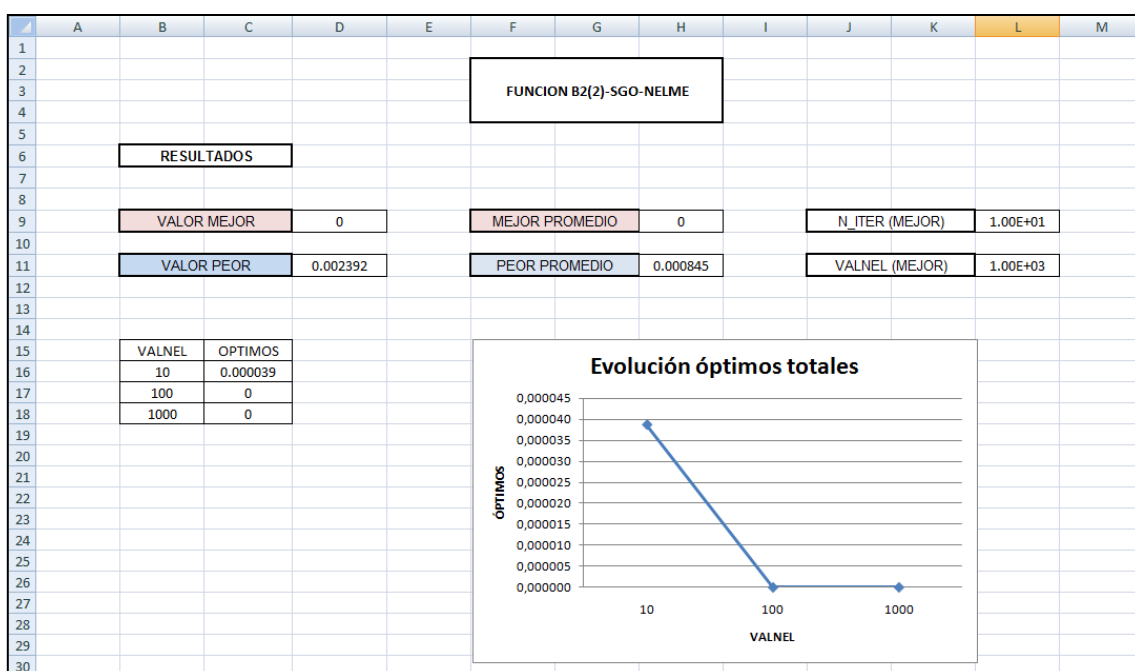 A B C D E F G H I J K L M
1
2
3 FUNCION B2(2)-SGO-NELME
4
5
6 RESULTADOS
7
8
9 VALOR MEJOR 0 MEJOR PROMEDIO 0 N_ITER (MEJOR) 1.00E+01
10
11 VALOR PEOR 0.002392 PEOR PROMEDIO 0.000845 VALNEL (MEJOR) 1.00E+03
12
13
14
15 VALNEL OPTIMOS
16 10 0.000039
17 100 0
18 1000 0
19
20
21
22
23
24
25
26
27
28
29
30
Evolución óptimos totales
0,000045
0,000040
0,000035
0,000030
0,000025
0,000020
0,000015
0,000010
0,000005
0,000000
ÓPTIMOS
10 100 1000
VALNEL